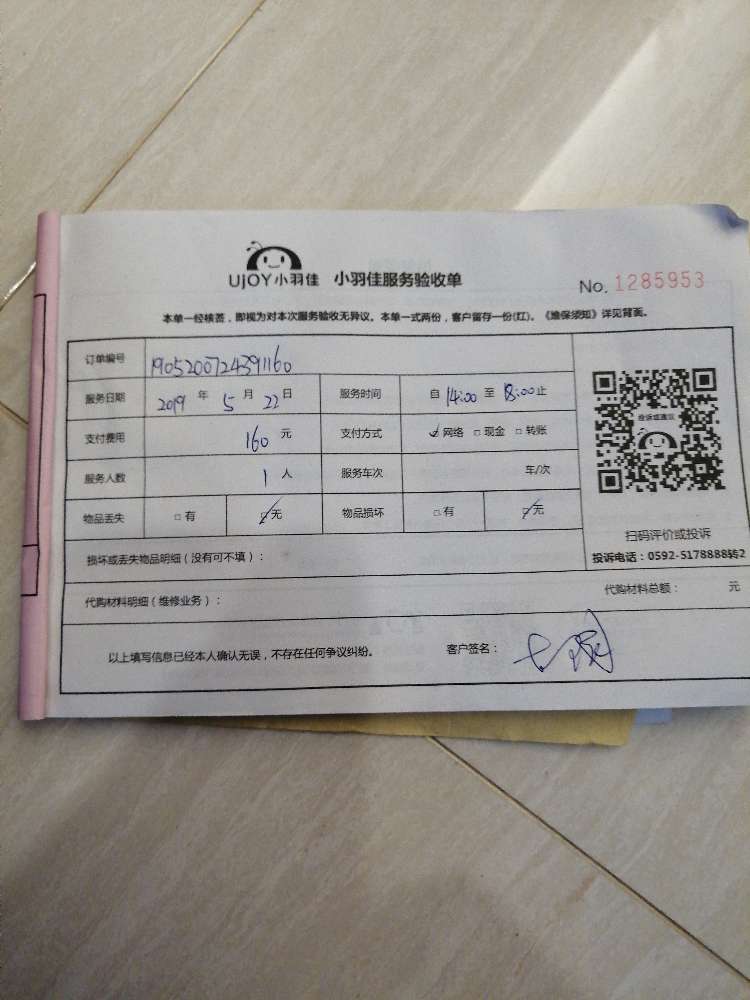 UjOY小羽佳 小羽佳服务验收单
No. 1285953
本单一经核签，即视为对本次服务验收无异议。本单一式两份，客户留存一份(红)。《维保须知》详见背面。
订单编号 190520072439160
服务日期 2019 年 5 月 22 日 服务时间 自 14:00 至 18:00 止
支付费用 160 元 支付方式 ☑网络 □现金 □转账
服务人数 1 人 服务车次 车/次
物品丢失 □有 ☑无 物品损坏 □有 ☑无
投诉或建议
扫码评价或投诉
投诉电话：0592-5178888转2
损坏或丢失物品明细（没有可不填）：
代购材料明细（维修业务）： 代购材料总额： 元
以上填写信息已经本人确认无误，不存在任何争议纠纷。 客户签名：